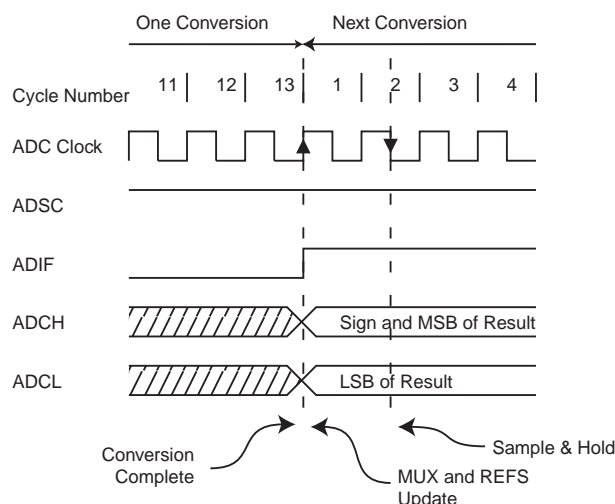 One Conversion Next Conversion
Cycle Number 11 12 13 1 2 3 4
ADC Clock
ADSC
ADIF
ADCH Sign and MSB of Result
ADCL LSB of Result
Conversion
Complete
MUX and REFS
Update
Sample & Hold